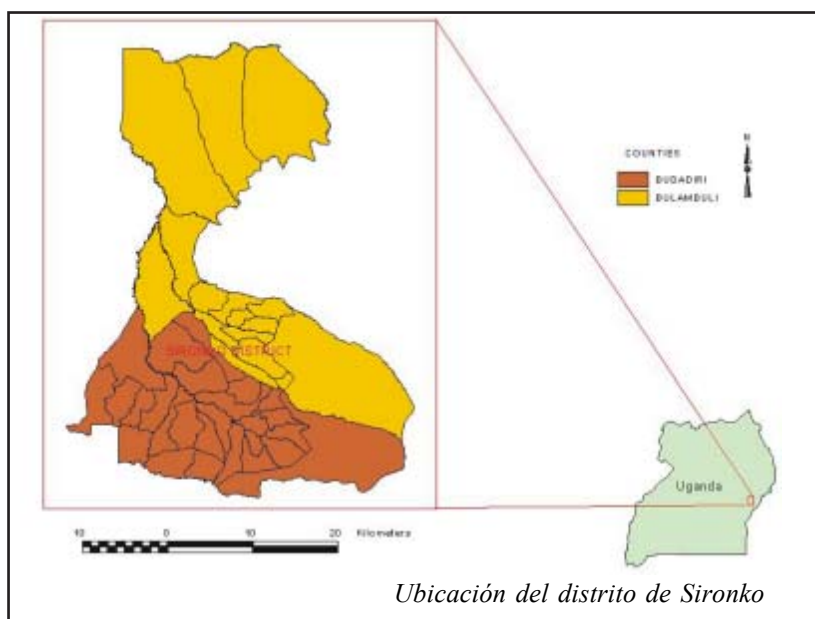 N
COUNTIES
BUDADIRI
BULAMBULI
SIRONKO DISTRICT
Uganda
10 0 10 20 Kilometers
Ubicación del distrito de Sironko